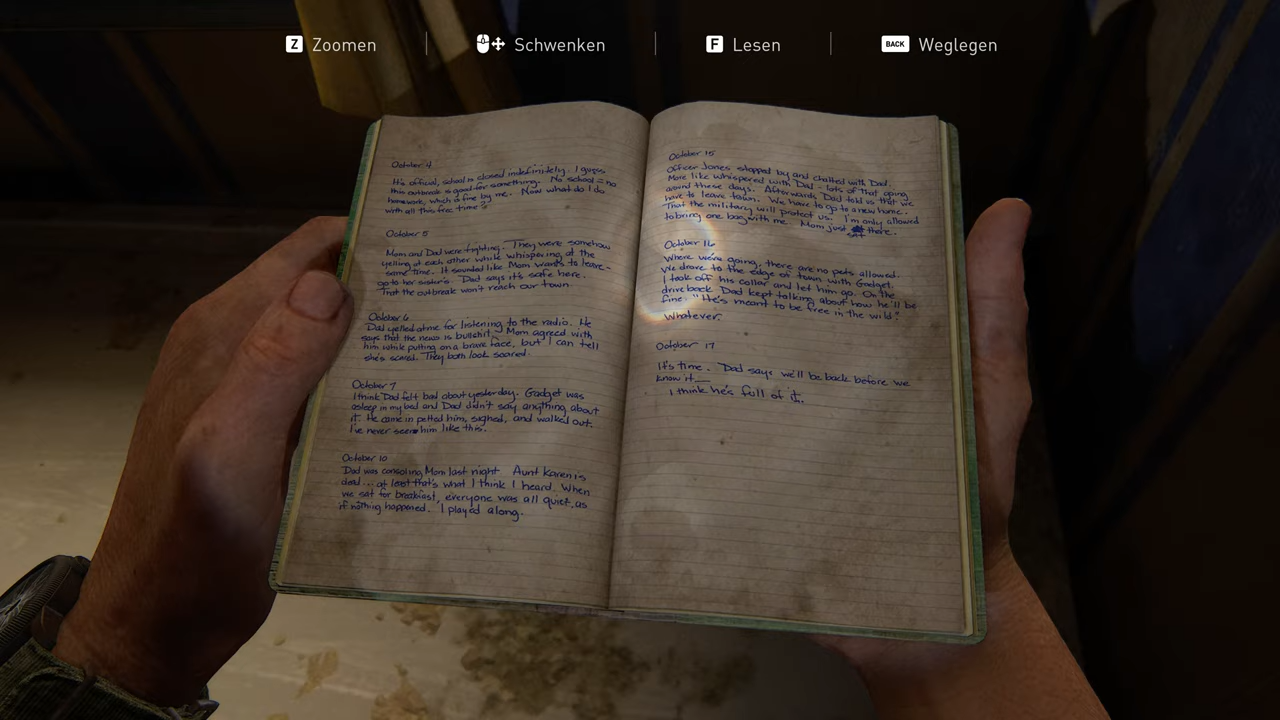 Z Zoomen
Schwenken
F Lesen
BACK Weglegen
October 4
It's official, school is closed indefinitely. I guess
this outbreak is good for something. No school = no
homework, which is fine by me. Now what do I do
with all this free time?
October 5
Mom and Dad were fighting. They were somehow
yelling at each other while whispering at the
same time. It sounded like Mom wants to leave -
go to her sister's. Dad says it's safe here.
That the outbreak won't reach our town.
October 6
Dad yelled at me for listening to the radio. He
says that the news is bullshit. Mom agreed with
him while putting on a brave face, but I can tell
she's scared. They both look scared.
October 7
I think Dad felt bad about yesterday. Gadget was
asleep in my bed and Dad didn't say anything about
it. He came in petted him, sighed, and walked out.
I've never seen him like this.
October 10
Dad was consoling Mom last night. Aunt Karen is
dead... at least that's what I think I heard. When
we sat for breakfast, everyone was all quiet, as
if nothing happened. I played along.
October 15
Officer Jones stopped by and chatted with Dad.
More like whispered with Dad - lots of that going
around these days. Afterwards, Dad told us that we
have to leave town. We have to go to a new home.
That the military will protect us. I'm only allowed
to bring one bag with me. Mom just sat there.
October 16
Where we're going, there are no pets allowed.
We drove to the edge of town with Gadget.
I took off his collar and let him go. On the
drive back Dad kept talking about how he'll be
fine. "He's meant to be free in the wild".
Whatever.
October 17
It's time. Dad says we'll be back before we
know it.
I think he's full of it.